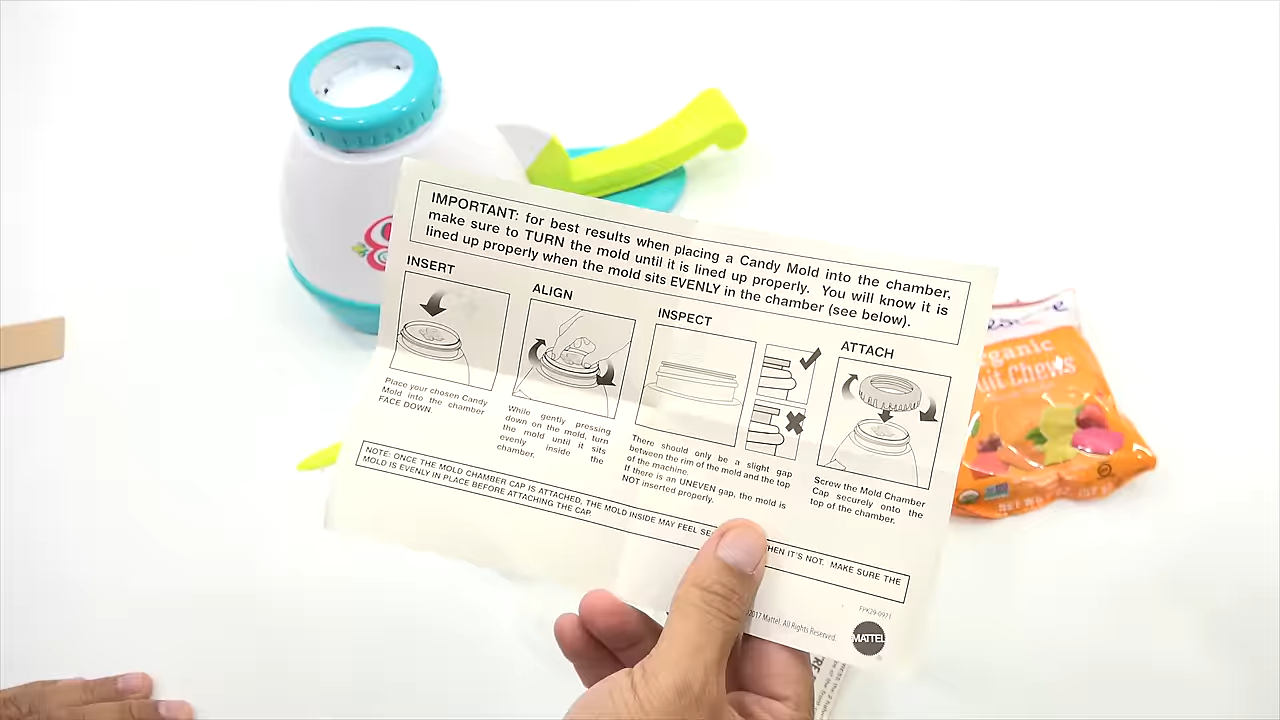 IMPORTANT: for best results when placing a Candy Mold into the chamber,
make sure to TURN the mold until it is lined up properly. You will know it is
lined up properly when the mold sits EVENLY in the chamber (see below).
INSERT
Place your chosen Candy
Mold into the chamber
FACE DOWN.
ALIGN
While gently pressing
down on the mold, turn
the mold until it sits
evenly inside the
chamber.
INSPECT
There should only be a slight gap
between the rim of the mold and the top
of the machine.
If there is an UNEVEN gap, the mold is
NOT inserted properly.
ATTACH
Screw the Mold Chamber
Cap securely onto the
top of the chamber.
NOTE: ONCE THE MOLD CHAMBER CAP IS ATTACHED, THE MOLD INSIDE MAY FEEL WHEN IT'S NOT. MAKE SURE THE
MOLD IS EVENLY IN PLACE BEFORE ATTACHING THE CAP.
FPK29-0971
2017 Mattel. All Rights Reserved.
MATTEL
Organic
Fruit Chews